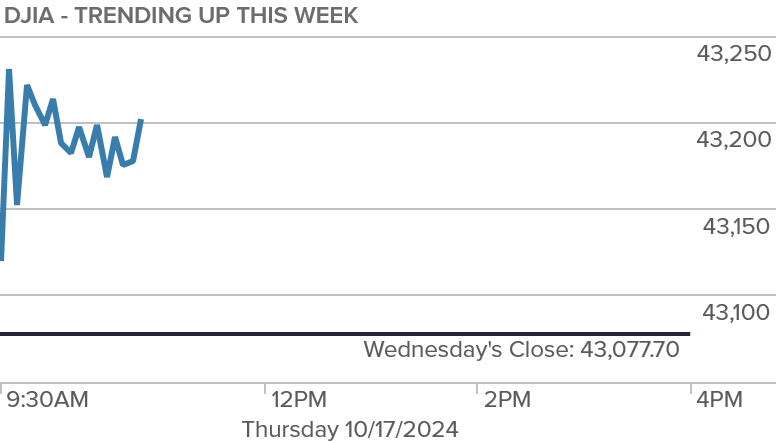 DJIA - TRENDING UP THIS WEEK
43,250
43,200
43,150
43,100
Wednesday's Close: 43,077.70
9:30AM 12PM 2PM 4PM
Thursday 10/17/2024